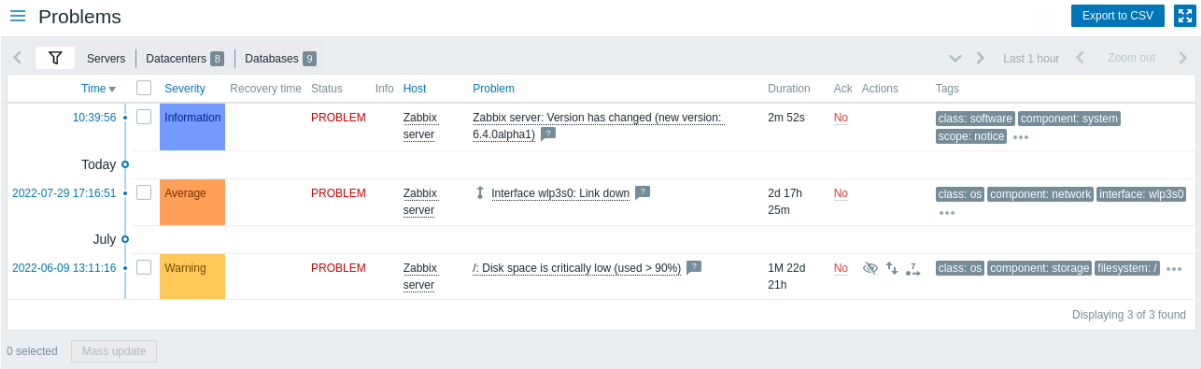 Problems Export to CSV
Servers Datacenters 8 Databases 9 Last 1 hour Zoom out
Time Severity Recovery time Status Info Host Problem Duration Ack Actions Tags
10:39:56 Information PROBLEM Zabbix Zabbix server: Version has changed (new version: 2m 52s No class: software component: system
server 6.4.0alpha1) ? scope: notice •••
Today
2022-07-29 17:16:51 Average PROBLEM Zabbix Interface wlp3s0: Link down ? 2d 17h No class: os component: network interface: wlp3s0
server 25m •••
July
2022-06-09 13:11:16 Warning PROBLEM Zabbix /: Disk space is critically low (used > 90%) ? 1M 22d No 7 class: os component: storage filesystem: / •••
server 21h
Displaying 3 of 3 found
0 selected Mass update